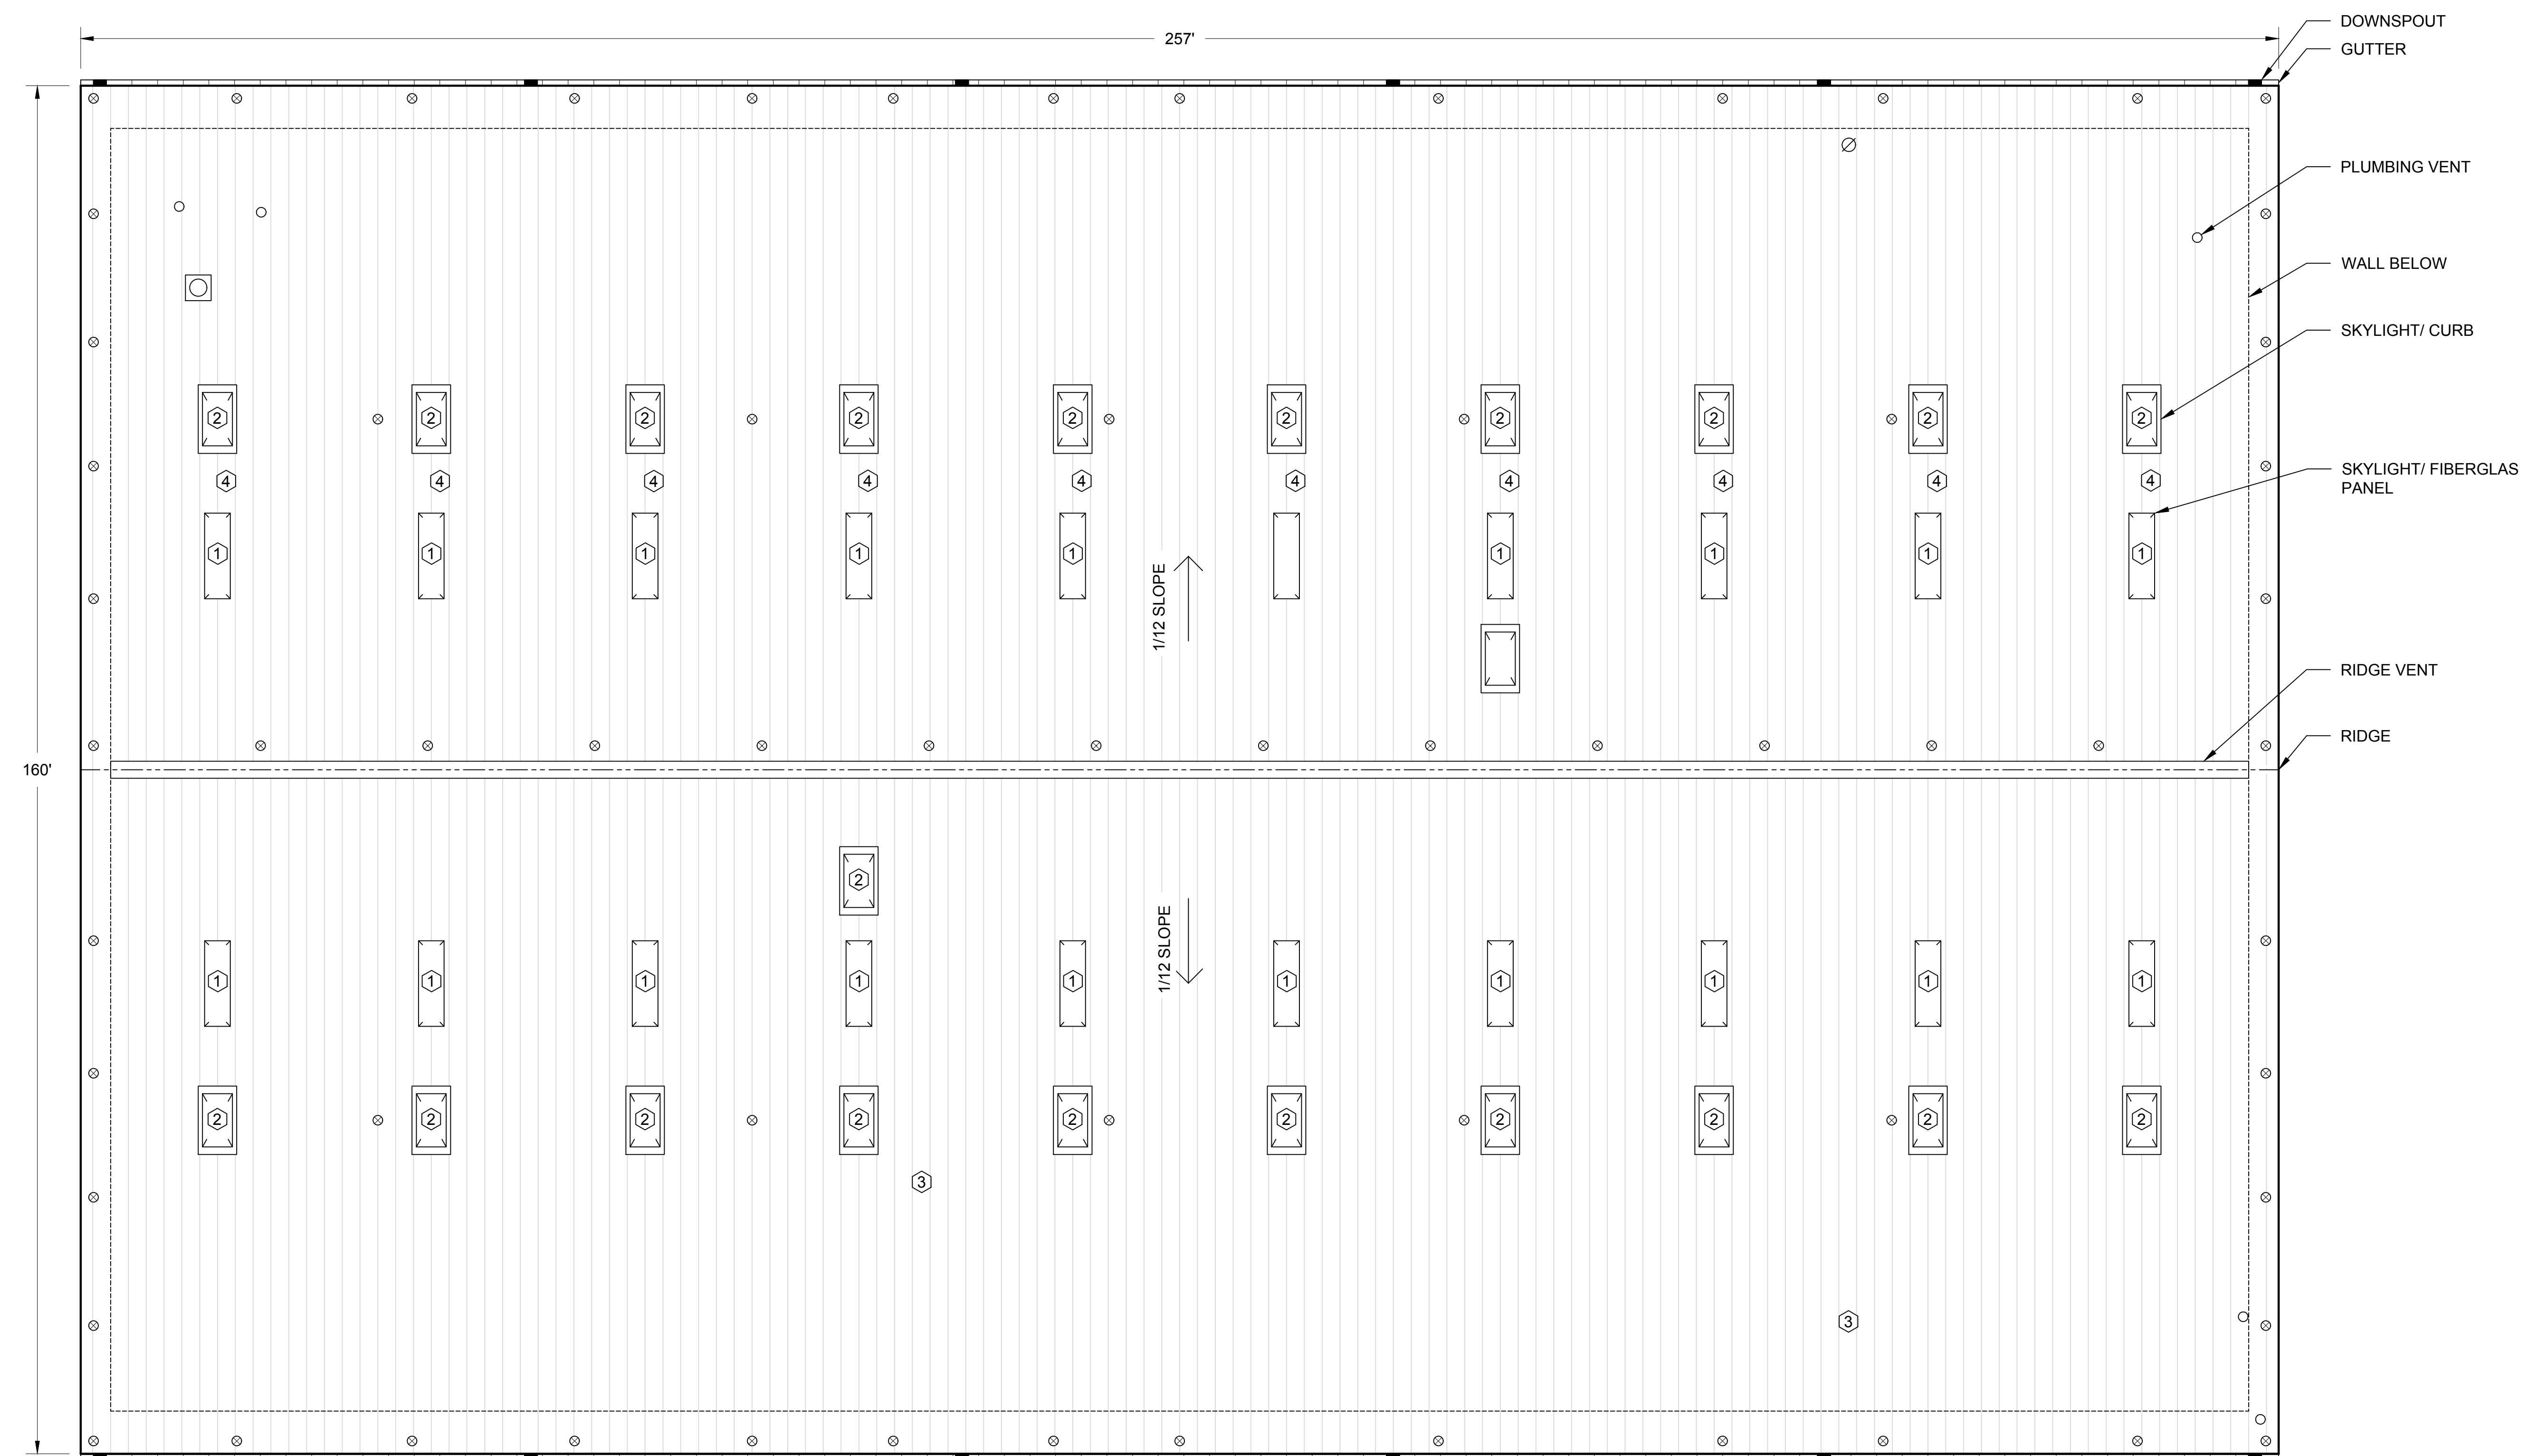 DOWNSPOUT
257'
GUTTER
PLUMBING VENT
WALL BELOW
SKYLIGHT/ CURB
2 2 2 2 2 2 2 2 2 2
SKYLIGHT/ FIBERGLAS
PANEL
4 4 4 4 4 4 4 4 4 4
1 1 1 1 1 1 1 1 1
1/12 SLOPE
RIDGE VENT
RIDGE
160'
2
1/12 SLOPE
1 1 1 1 1 1 1 1 1 1
2 2 2 2 2 2 2 2 2 2
3
3